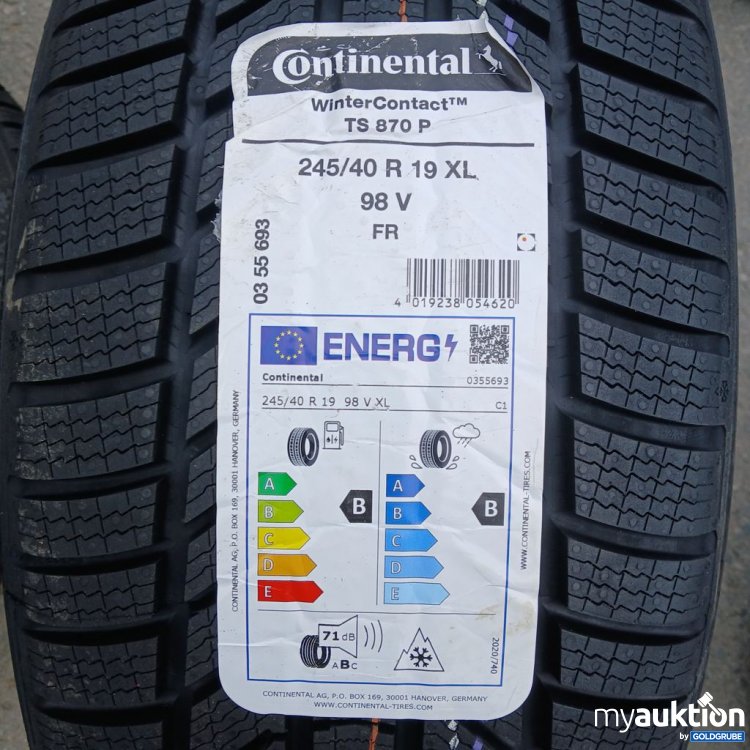 Continental
WinterContact™
TS 870 P
245/40 R 19 XL
98 V
FR
03 55 693
4 019238 054620
ENERG
Continental 0355693
245/40 R 19 98 V XL C1
A A
B B B B
C C
D D
E E
71 dB
ABC
CONTINENTAL AG, P.O. BOX 169, 30001 HANOVER, GERMANY
WWW.CONTINENTAL-TIRES.COM
2020/740
CONTINENTAL AG, P.O. BOX 169, 30001 HANOVER, GERMANY
WWW.CONTINENTAL-TIRES.COM
myauktion
by GOLDGRUBE